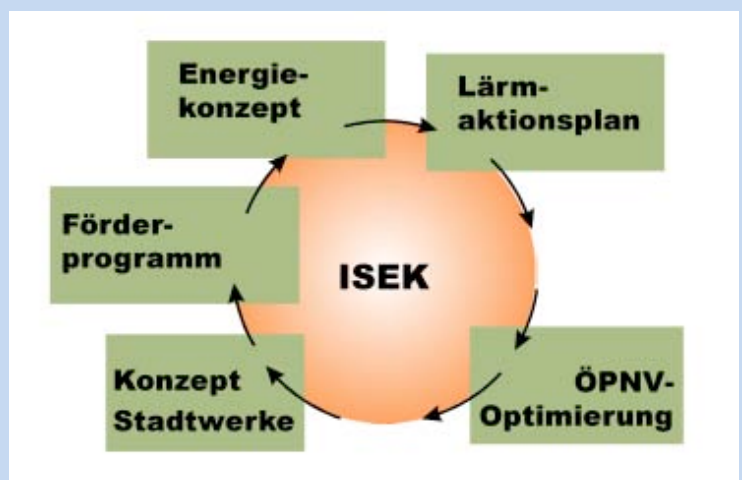 Energie-
konzept
Lärm-
aktionsplan
Förder-
programm
ISEK
Konzept
Stadtwerke
ÖPNV-
Optimierung